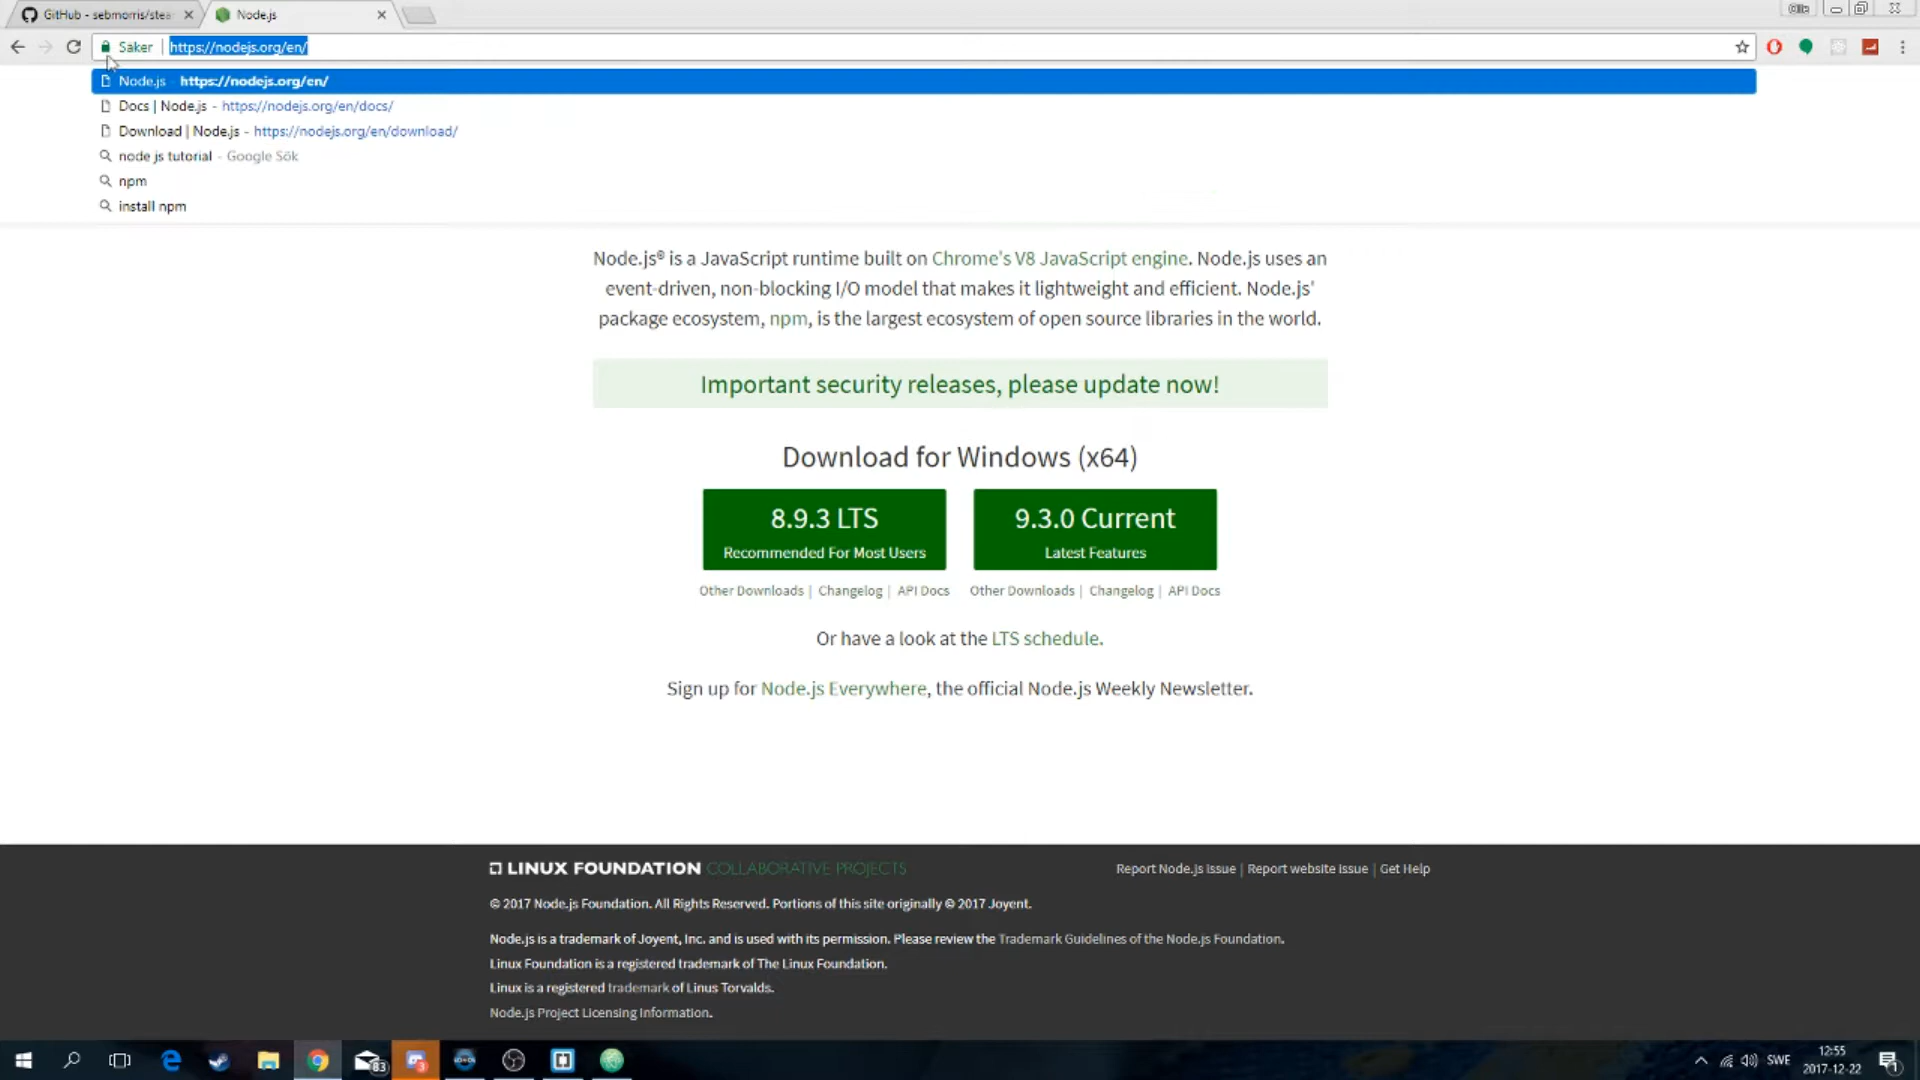 GitHub - sebmorris/stea
Node.js
Säker
https://nodejs.org/en/
Node.js - https://nodejs.org/en/
Docs | Node.js - https://nodejs.org/en/docs/
Download | Node.js - https://nodejs.org/en/download/
node js tutorial - Google Sök
npm
install npm
Node.js® is a JavaScript runtime built on Chrome's V8 JavaScript engine. Node.js uses an
event-driven, non-blocking I/O model that makes it lightweight and efficient. Node.js'
package ecosystem, npm, is the largest ecosystem of open source libraries in the world.
Important security releases, please update now!
Download for Windows (x64)
8.9.3 LTS
Recommended For Most Users
9.3.0 Current
Latest Features
Other Downloads | Changelog | API Docs
Other Downloads | Changelog | API Docs
Or have a look at the LTS schedule.
Sign up for Node.js Everywhere, the official Node.js Weekly Newsletter.
LINUX FOUNDATION COLLABORATIVE PROJECTS
Report Node.js issue | Report website issue | Get Help
© 2017 Node.js Foundation. All Rights Reserved. Portions of this site originally © 2017 Joyent.
Node.js is a trademark of Joyent, Inc. and is used with its permission. Please review the Trademark Guidelines of the Node.js Foundation.
Linux Foundation is a registered trademark of The Linux Foundation.
Linux is a registered trademark of Linus Torvalds.
Node.js Project Licensing Information.
83
3
SWE
12:55
2017-12-22
1